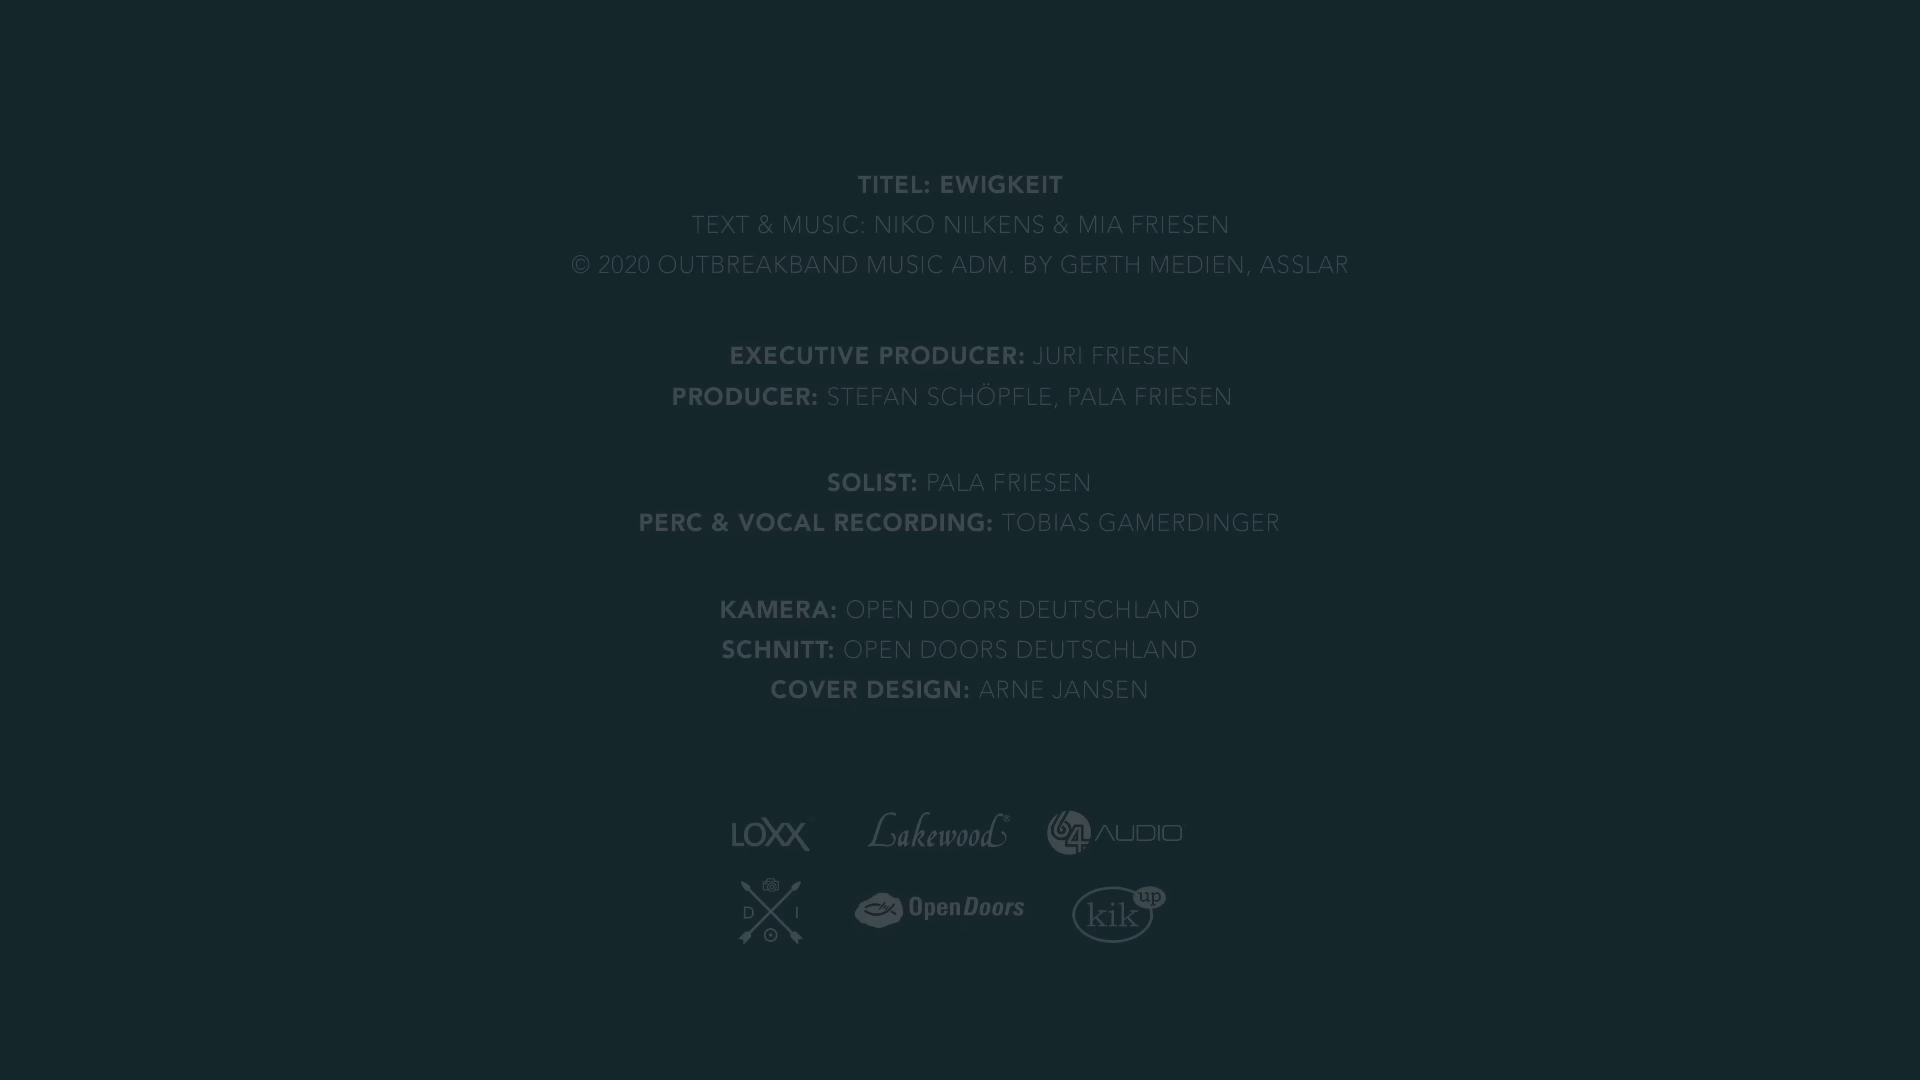 TITEL: EWIGKEIT
TEXT & MUSIC: NIKO NILKENS & MIA FRIESEN
© 2020 OUTBREAKBAND MUSIC ADM. BY GERTH MEDIEN, ASSLAR
EXECUTIVE PRODUCER: JURI FRIESEN
PRODUCER: STEFAN SCHÖPFLE, PALA FRIESEN
SOLIST: PALA FRIESEN
PERC & VOCAL RECORDING: TOBIAS GAMERDINGER
KAMERA: OPEN DOORS DEUTSCHLAND
SCHNITT: OPEN DOORS DEUTSCHLAND
COVER DESIGN: ARNE JANSEN
LOXX Lakewood® 64 AUDIO
D I Open Doors kik up